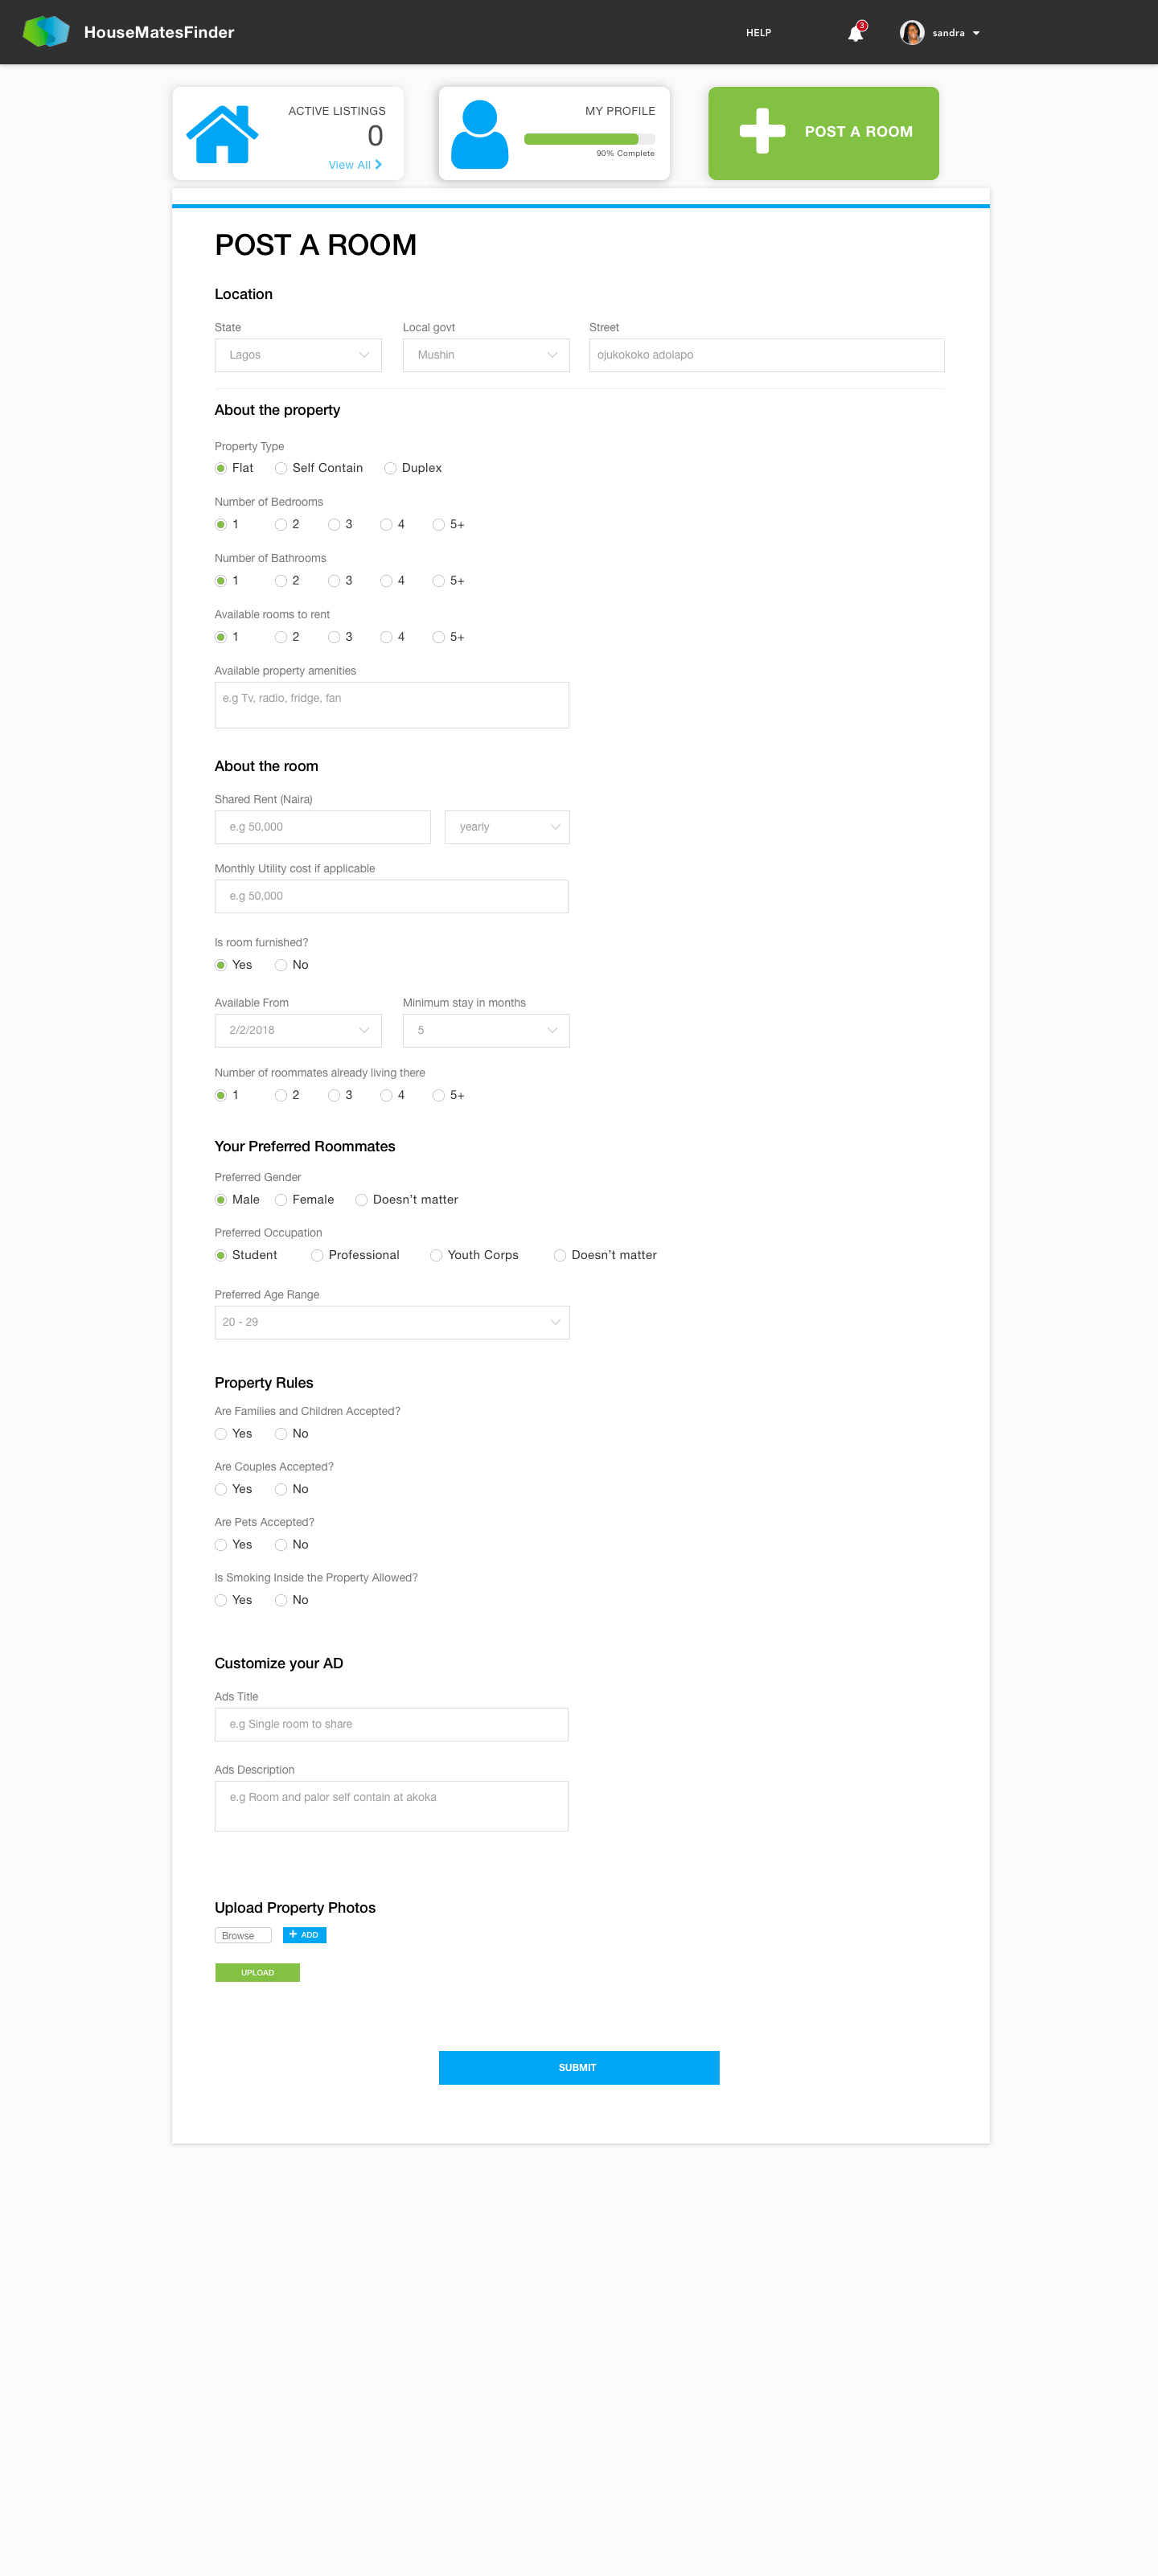 HouseMatesFinder
HELP
3
sandra
ACTIVE LISTINGS
0
View All
MY PROFILE
90% Complete
POST A ROOM
POST A ROOM
Location
State Local govt Street
Lagos Mushin ojukokoko adolapo
About the property
Property Type
Flat Self Contain Duplex
Number of Bedrooms
1 2 3 4 5+
Number of Bathrooms
1 2 3 4 5+
Available rooms to rent
1 2 3 4 5+
Available property amenities
e.g Tv, radio, fridge, fan
About the room
Shared Rent (Naira)
e.g 50,000 yearly
Monthly Utility cost if applicable
e.g 50,000
Is room furnished?
Yes No
Available From Minimum stay in months
2/2/2018 5
Number of roommates already living there
1 2 3 4 5+
Your Preferred Roommates
Preferred Gender
Male Female Doesn't matter
Preferred Occupation
Student Professional Youth Corps Doesn't matter
Preferred Age Range
20 - 29
Property Rules
Are Families and Children Accepted?
Yes No
Are Couples Accepted?
Yes No
Are Pets Accepted?
Yes No
Is Smoking Inside the Property Allowed?
Yes No
Customize your AD
Ads Title
e.g Single room to share
Ads Description
e.g Room and palor self contain at akoka
Upload Property Photos
Browse + ADD
UPLOAD
SUBMIT